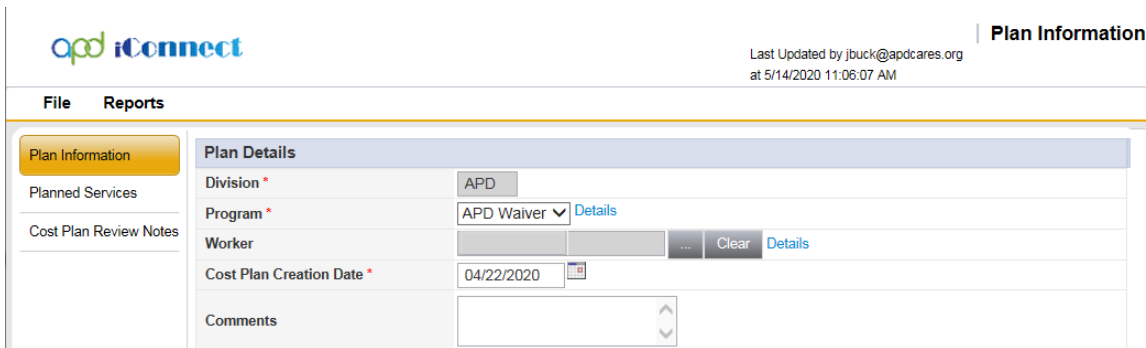 apd iConnect
Plan Information
Last Updated by jbuck@apdcares.org
at 5/14/2020 11:06:07 AM
File Reports
Plan Information
Planned Services
Cost Plan Review Notes
Plan Details
Division * APD
Program * APD Waiver Details
Worker ... Clear Details
Cost Plan Creation Date * 04/22/2020
Comments